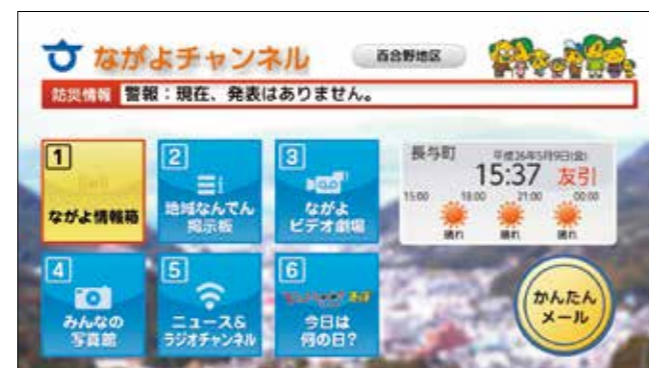 ながよチャンネル
百合野地区
防災情報 警報：現在、発表はありません。
1
ながよ情報箱
2
地域なんでん
掲示板
3
ながよ
ビデオ劇場
長与町
平成26年5月9日(金)
15:37 友引
15:00 18:00 21:00 00:00
晴れ 晴れ 晴れ
4
みんなの
写真館
5
ニュース&
ラジオチャンネル
6
今日は
何の日?
かんたん
メール